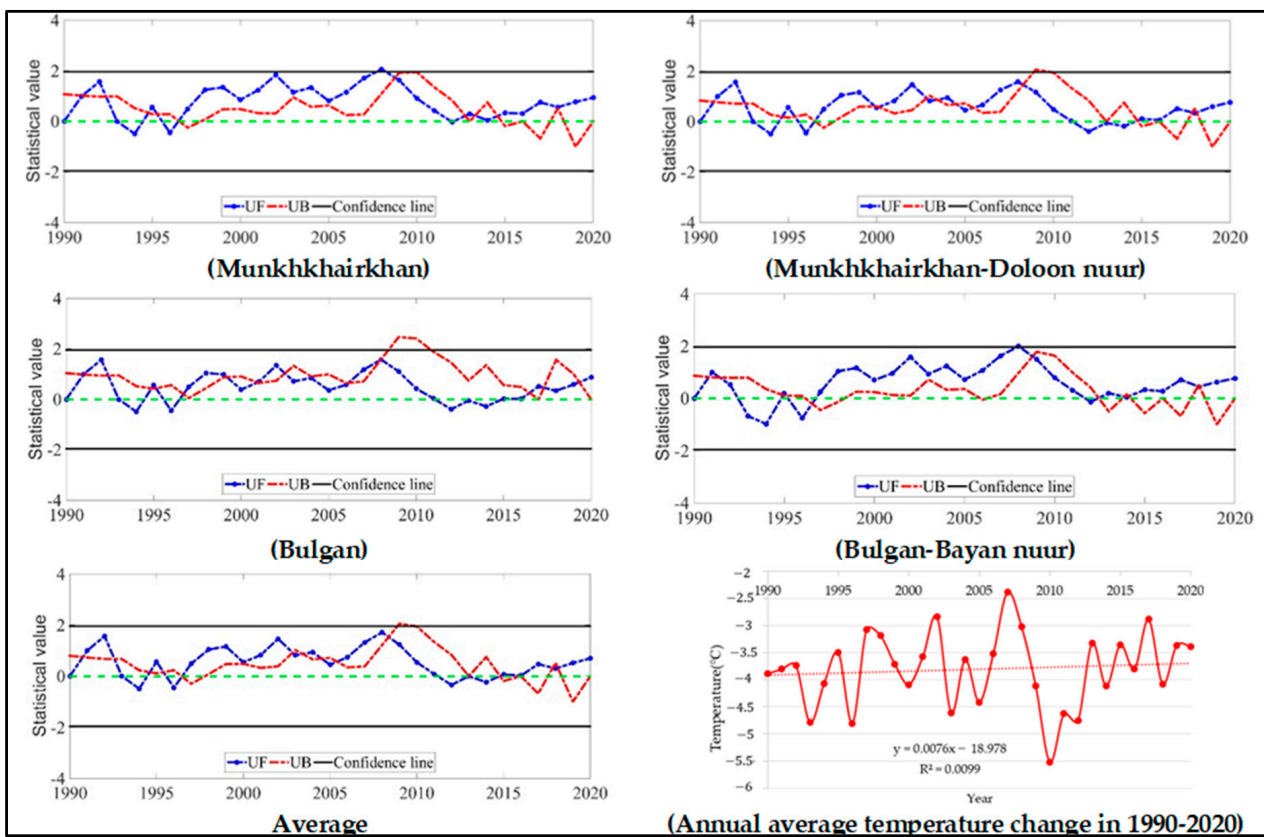 4
2
0
-2
-4
Statistical value
UF UB Confidence line
1990 1995 2000 2005 2010 2015 2020
(Munkhkhairkhan)
4
2
0
-2
-4
Statistical value
UF UB Confidence line
1990 1995 2000 2005 2010 2015 2020
(Munkhkhairkhan-Doloon nuur)
4
2
0
-2
-4
Statistical value
UF UB Confidence line
1990 1995 2000 2005 2010 2015 2020
(Bulgan)
4
2
0
-2
-4
Statistical value
UF UB Confidence line
1990 1995 2000 2005 2010 2015 2020
(Bulgan-Bayan nuur)
4
2
0
-2
-4
Statistical value
UF UB Confidence line
1990 1995 2000 2005 2010 2015 2020
Average
−2
1990 1995 2000 2005 2010 2015 2020
−2.5
−3
−3.5
−4
−4.5
−5
−5.5
−6
Temperature(°C)
y = 0.0076x − 18.978
R² = 0.0099
Year
(Annual average temperature change in 1990-2020)